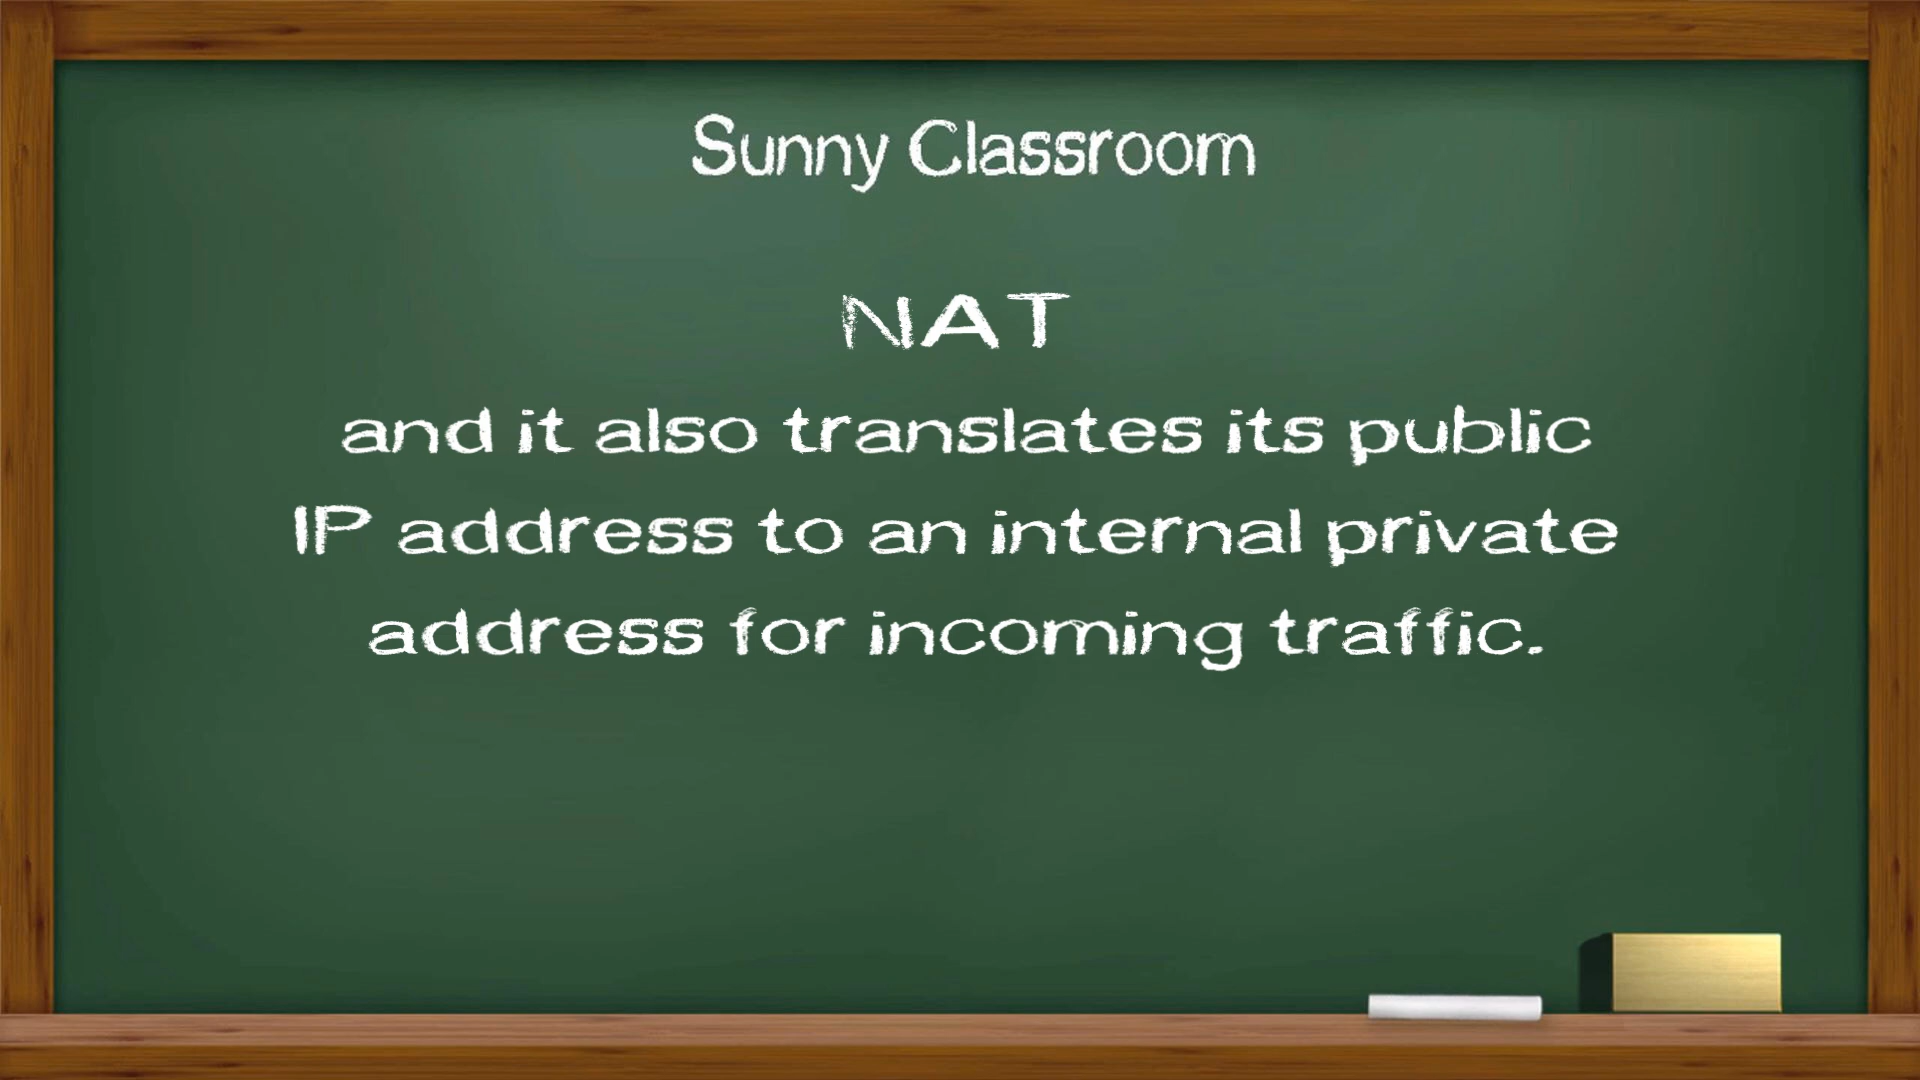 Sunny Classroom
NAT
and it also translates its public
IP address to an internal private
address for incoming traffic.